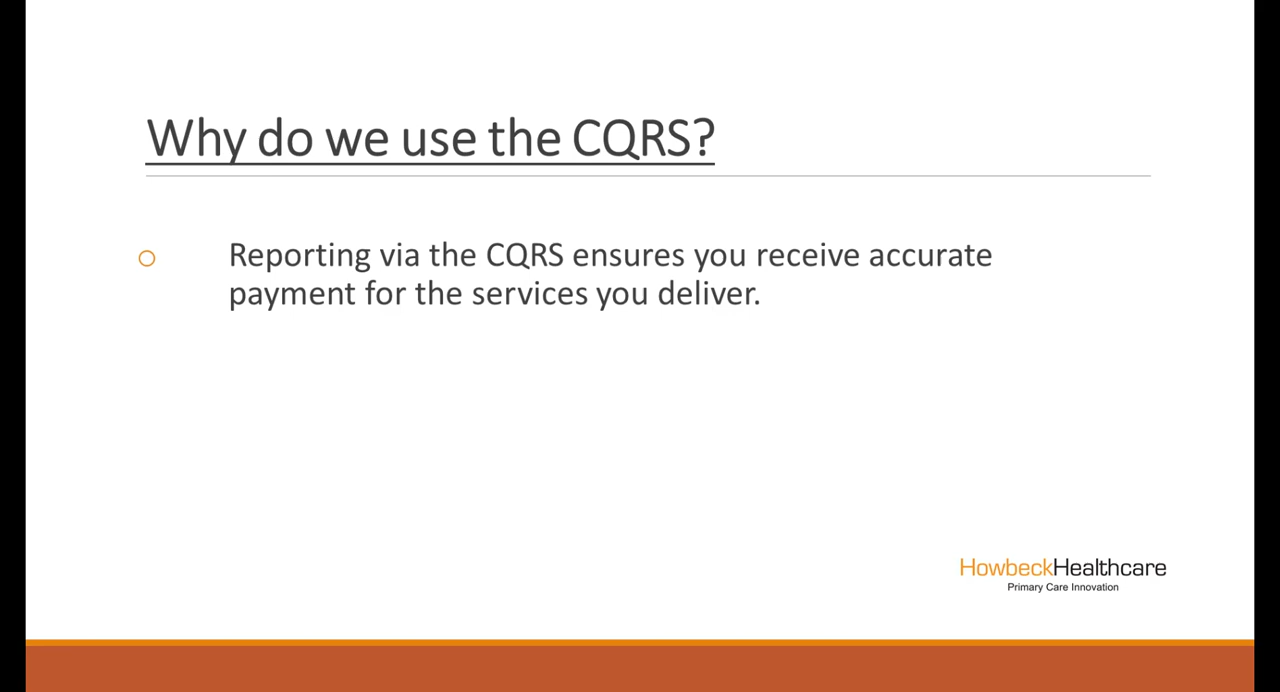 Why do we use the CQRS?
Reporting via the CQRS ensures you receive accurate
payment for the services you deliver.
HowbeckHealthcare
Primary Care Innovation